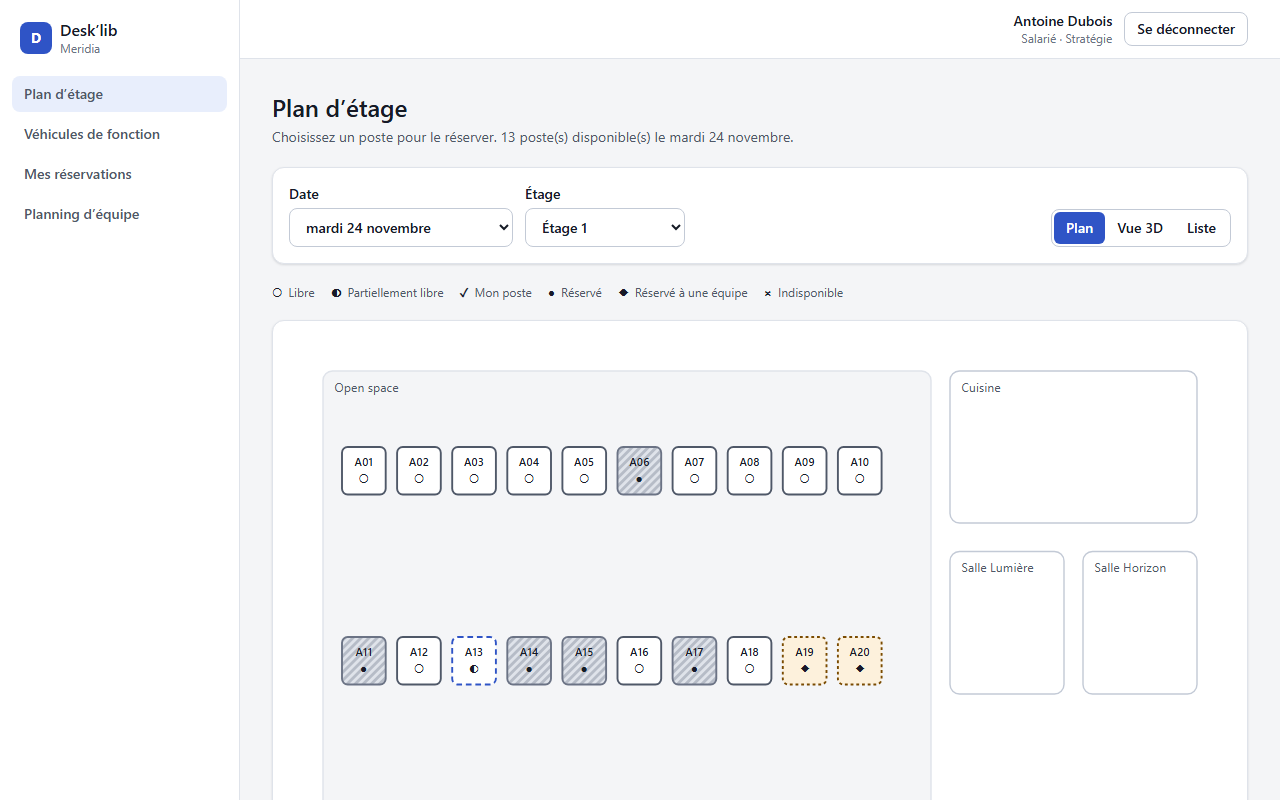 D
Desk’lib
Meridia
Plan d’étage
Véhicules de fonction
Mes réservations
Planning d’équipe
Antoine Dubois
Salarié · Stratégie
Se déconnecter
Plan d’étage
Choisissez un poste pour le réserver. 13 poste(s) disponible(s) le mardi 24 novembre.
Date
Étage
mardi 24 novembre
Étage 1
Plan Vue 3D Liste
○ Libre ◐ Partiellement libre ✓ Mon poste ● Réservé ◆ Réservé à une équipe × Indisponible
Open space
Cuisine
A01 A02 A03 A04 A05 A06 A07 A08 A09 A10
Salle Lumière
Salle Horizon
A11 A12 A13 A14 A15 A16 A17 A18 A19 A20